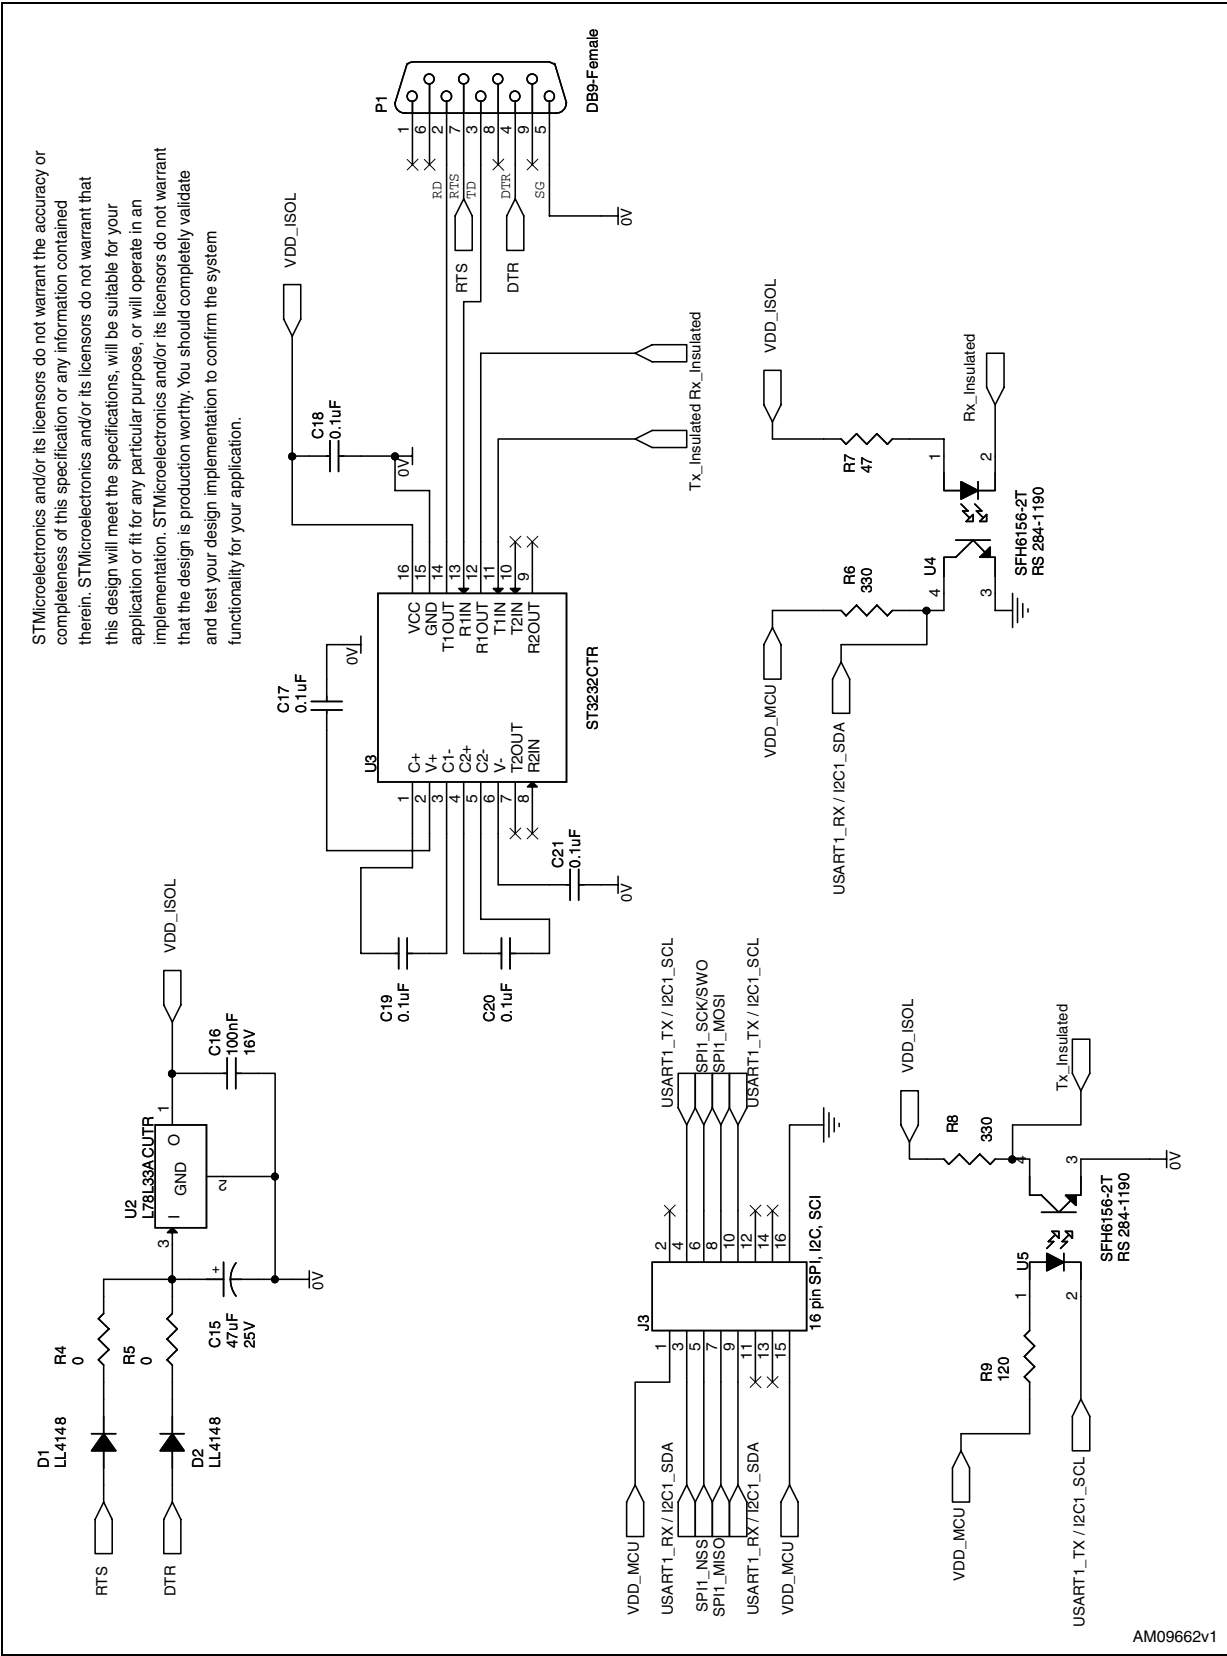 STMicroelectronics and/or its licensors do not warrant the accuracy or
completeness of this specification or any information contained
therein. STMicroelectronics and/or its licensors do not warrant that
this design will meet the specifications, will be suitable for your
application or fit for any particular purpose, or will operate in an
implementation. STMicroelectronics and/or its licensors do not warrant
that the design is production worthy. You should completely validate
and test your design implementation to confirm the system
functionality for your application.
RTS
DTR
D1
LL4148
D2
LL4148
R4
0
R5
0
C15
47uF
25V
+
U2
L78L33ACUTR
I
GND
O
3
2
1
C16
100nF
16V
0V
VDD_ISOL
C19
0.1uF
C20
0.1uF
C21
0.1uF
0V
C17
0.1uF
0V
U3
ST3232CTR
1
2
3
4
5
6
7
8
C+
V+
C1-
C2+
C2-
V-
T2OUT
R2IN
VCC
GND
T1OUT
R1IN
R1OUT
T1IN
T2IN
R2OUT
16
15
14
13
12
11
10
9
C18
0.1uF
0V
VDD_ISOL
Tx_Insulated
Rx_Insulated
RTS
DTR
RD
RTS
TD
DTR
SG
0V
P1
1
6
2
7
3
8
4
9
5
DB9-Female
VDD_MCU
USART1_RX / I2C1_SDA
SPI1_NSS
SPI1_MISO
USART1_RX / I2C1_SDA
VDD_MCU
J3
16 pin SPI, I2C, SCI
1
3
5
7
9
11
13
15
2
4
6
8
10
12
14
16
USART1_TX / I2C1_SCL
SPI1_SCK/SWO
SPI1_MOSI
USART1_TX / I2C1_SCL
VDD_MCU
USART1_RX / I2C1_SDA
R6
330
U4
4
3
SFH6156-2T
RS 284-1190
1
2
R7
47
VDD_ISOL
Rx_Insulated
VDD_MCU
USART1_TX / I2C1_SCL
R9
120
1
2
U5
SFH6156-2T
RS 284-1190
4
3
R8
330
VDD_ISOL
Tx_Insulated
0V
AM09662v1